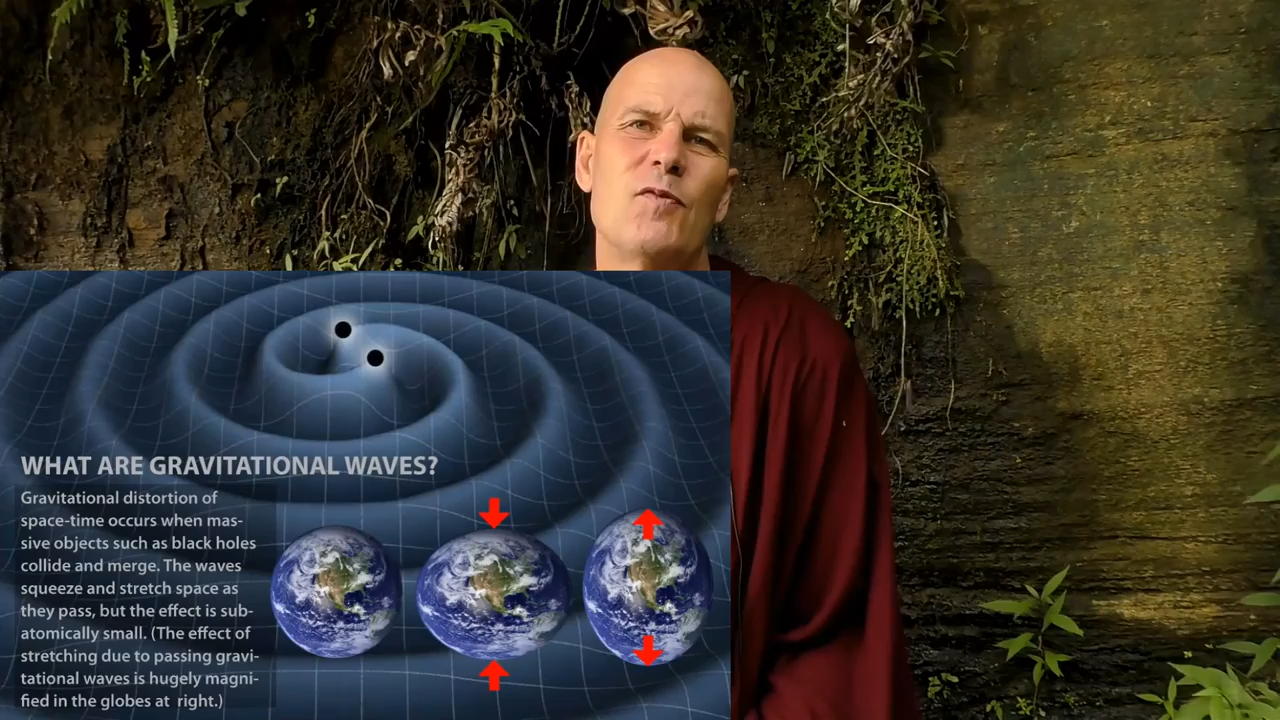 WHAT ARE GRAVITATIONAL WAVES?
Gravitational distortion of
space-time occurs when mas-
sive objects such as black holes
collide and merge. The waves
squeeze and stretch space as
they pass, but the effect is sub-
atomically small. (The effect of
stretching due to passing gravi-
tational waves is hugely magni-
fied in the globes at right.)